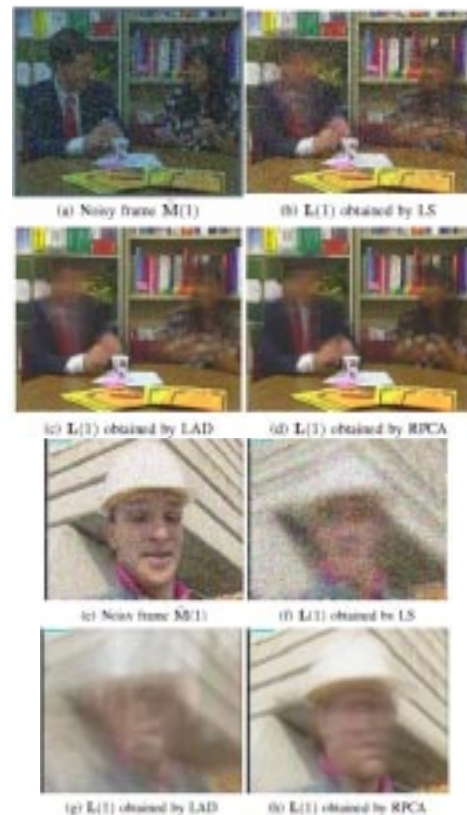 (a) Noisy frame M̃(1)
(b) L(1) obtained by LS
(c) L(1) obtained by LAD
(d) L(1) obtained by RPCA
(e) Noisy frame M̃(1)
(f) L(1) obtained by LS
(g) L(1) obtained by LAD
(h) L(1) obtained by RPCA